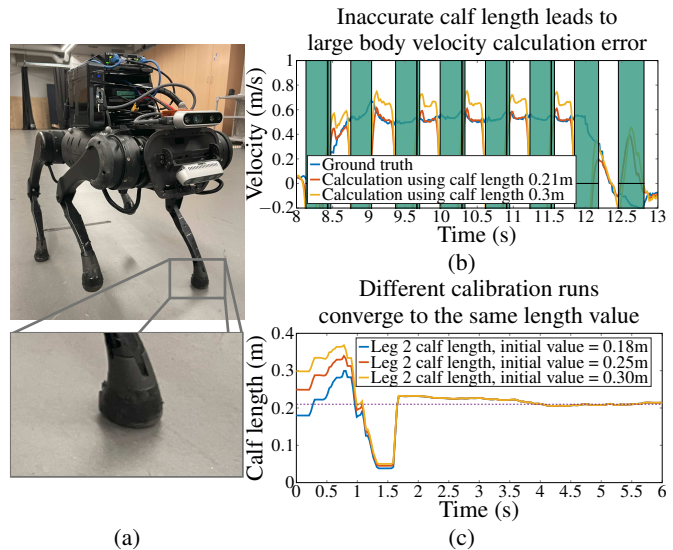 Inaccurate calf length leads to
large body velocity calculation error
Velocity (m/s)
1
0.8
0.6
0.4
0.2
0
−0.2
Ground truth
Calculation using calf length 0.21m
Calculation using calf length 0.3m
8 8.5 9 9.5 10 10.5 11 11.5 12 12.5 13
Time (s)
(b)
Different calibration runs
converge to the same length value
Calf length (m)
0.4
0.3
0.2
0.1
0
Leg 2 calf length, initial value = 0.18m
Leg 2 calf length, initial value = 0.25m
Leg 2 calf length, initial value = 0.30m
0 0.5 1 1.5 2 2.5 3 3.5 4 4.5 5 5.5 6
Time (s)
(a)
(c)